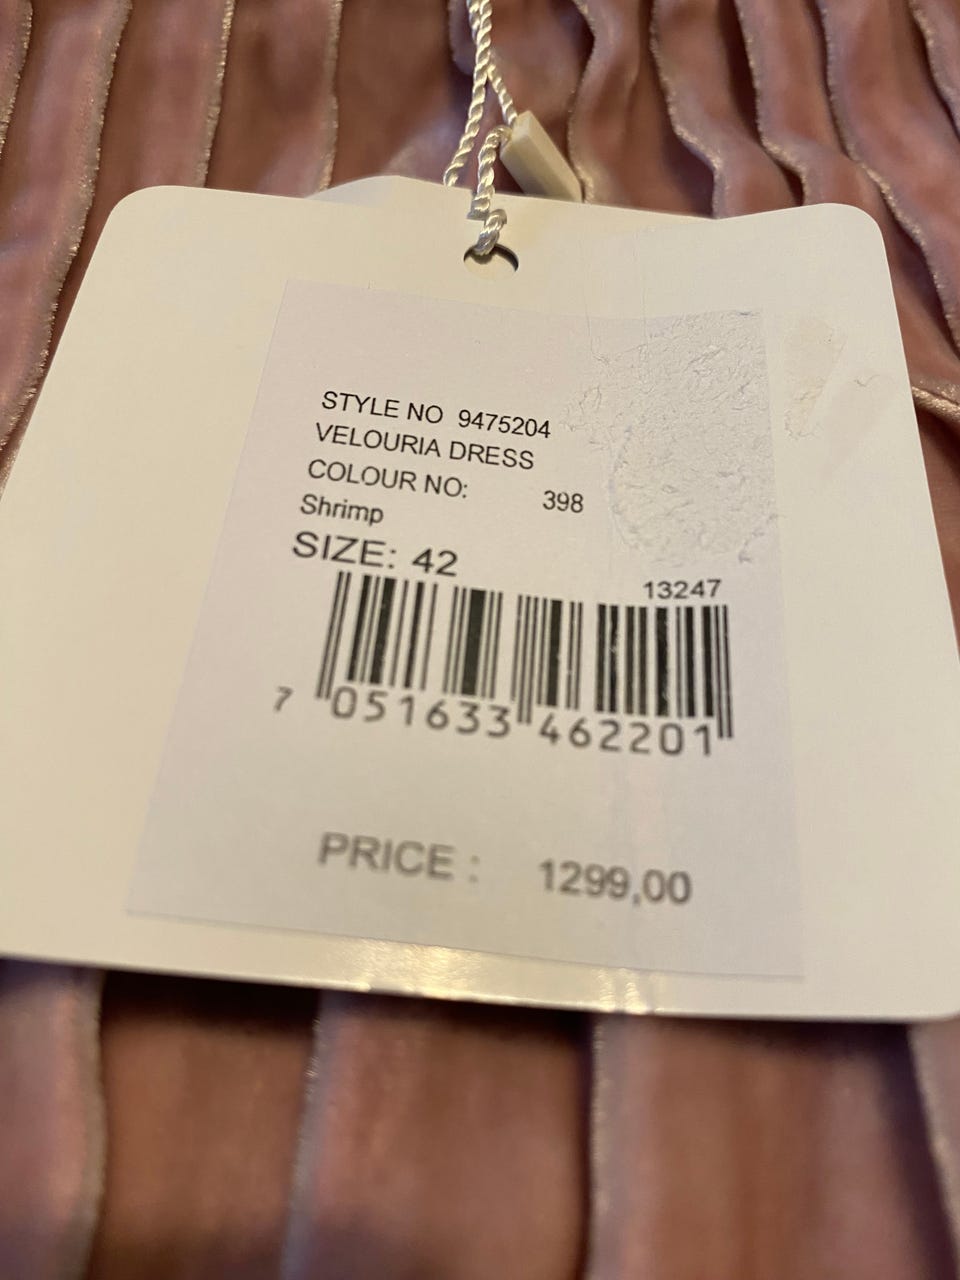 STYLE NO 9475204
VELOURIA DRESS
COLOUR NO: 398
Shrimp
SIZE: 42
13247
7 051633 462201
PRICE : 1299,00